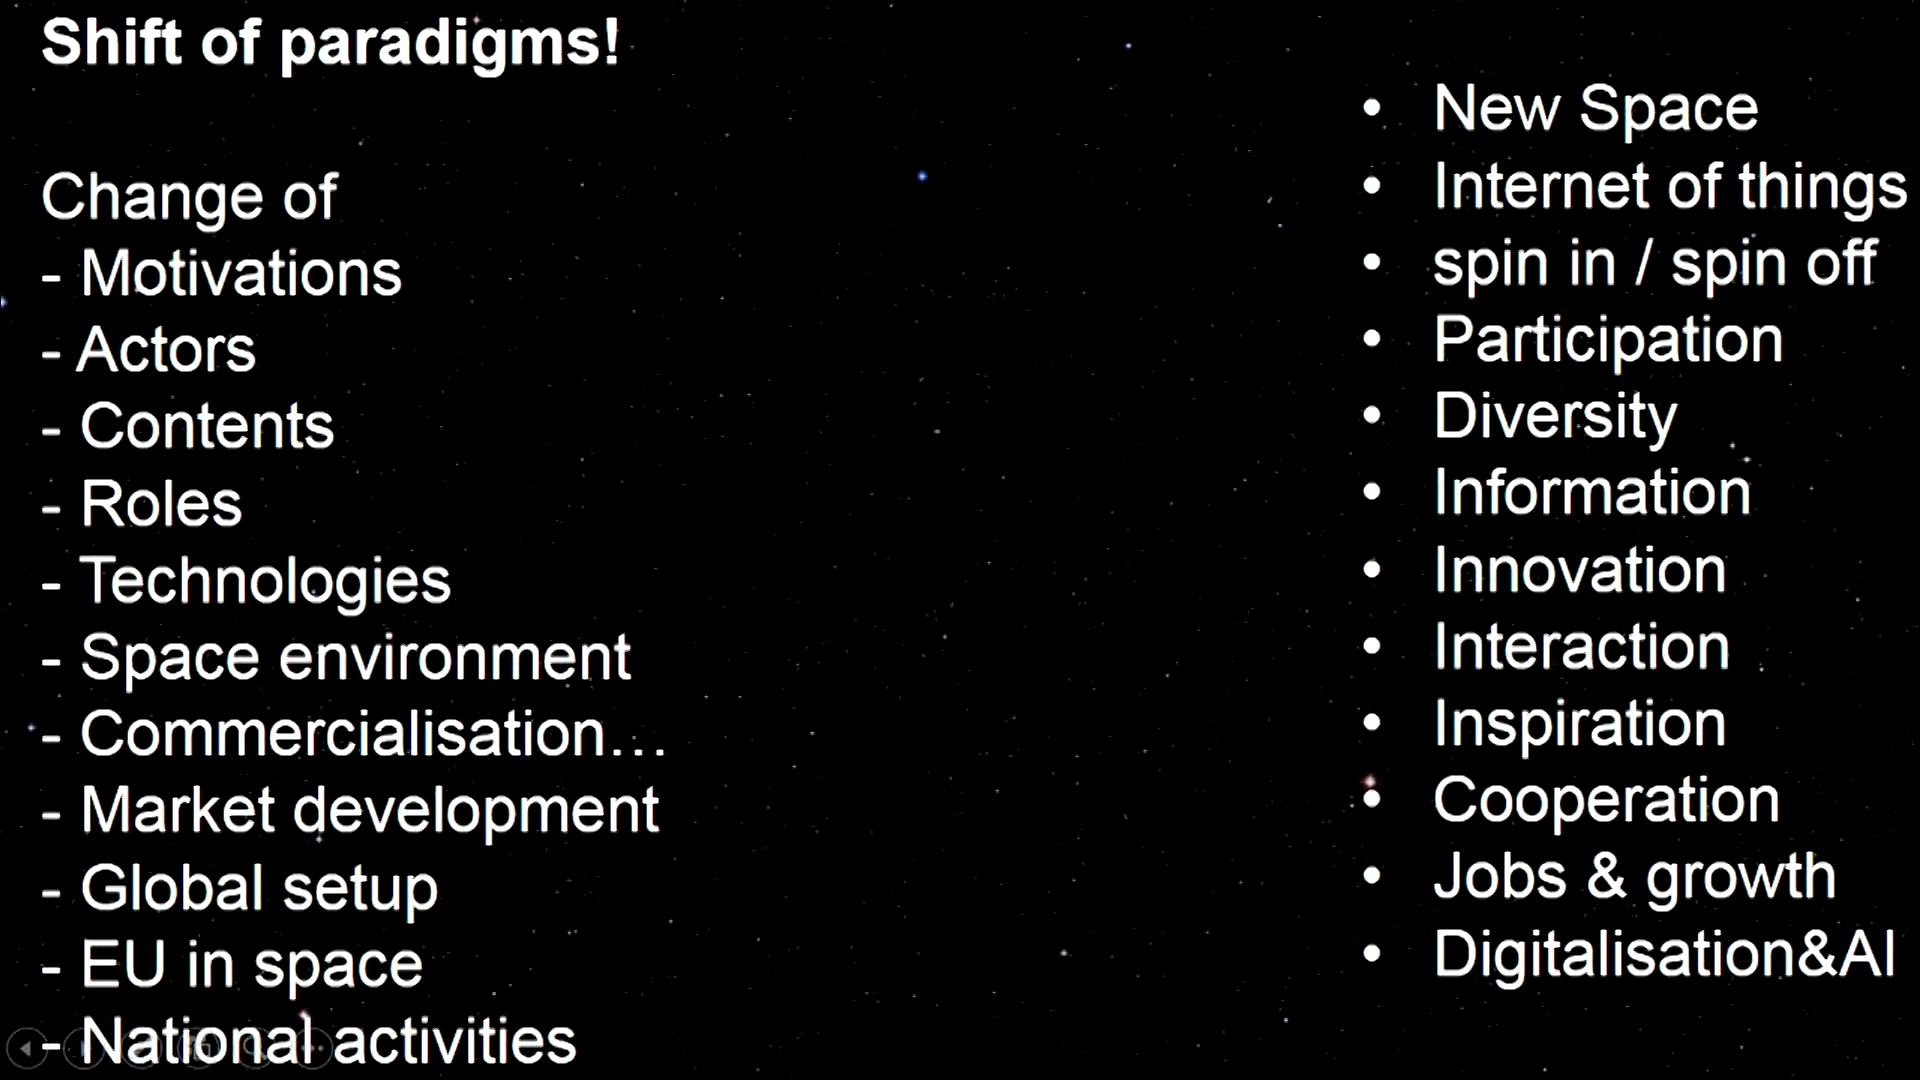 Shift of paradigms!
Change of
- Motivations
- Actors
- Contents
- Roles
- Technologies
- Space environment
- Commercialisation…
- Market development
- Global setup
- EU in space
- National activities
• New Space
• Internet of things
• spin in / spin off
• Participation
• Diversity
• Information
• Innovation
• Interaction
• Inspiration
• Cooperation
• Jobs & growth
• Digitalisation&AI